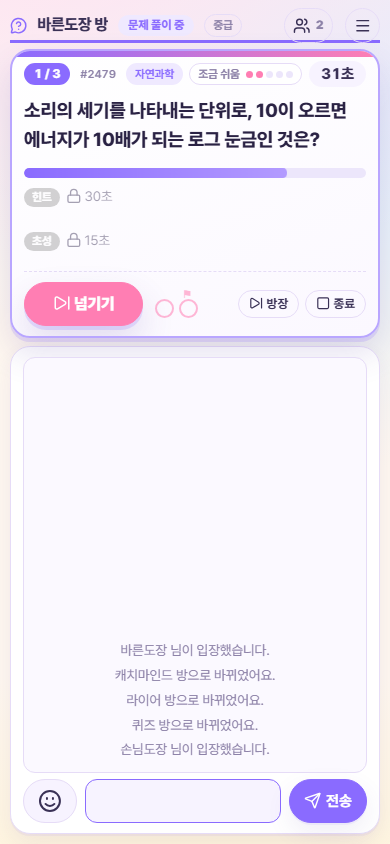 바른도장 방 문제 풀이 중 중급 2
1 / 3 #2479 자연과학 조금 쉬움 31초
소리의 세기를 나타내는 단위로, 10이 오르면
에너지가 10배가 되는 로그 눈금인 것은?
힌트 30초
초성 15초
넘기기 방장 종료
바른도장 님이 입장했습니다.
캐치마인드 방으로 바뀌었어요.
라이어 방으로 바뀌었어요.
퀴즈 방으로 바뀌었어요.
손님도장 님이 입장했습니다.
전송